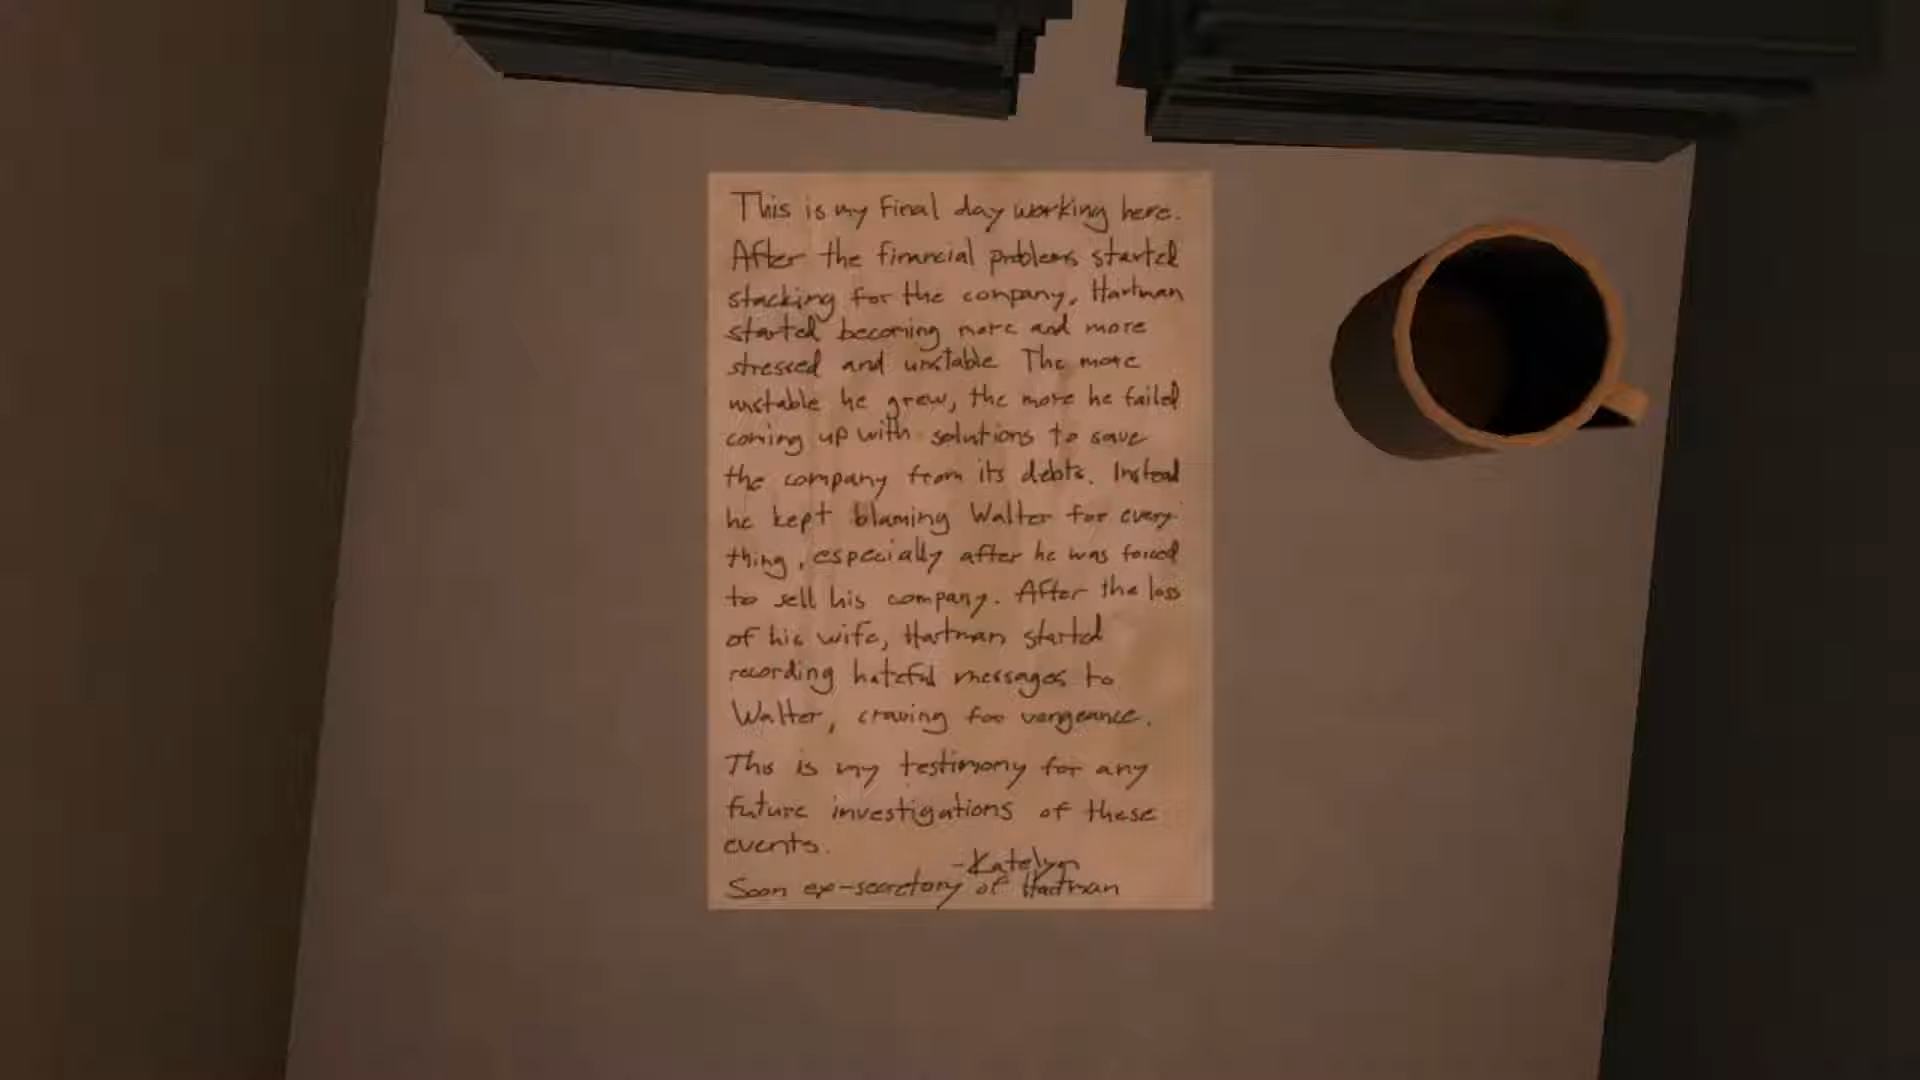 This is my final day working here.
After the financial problems started
stacking for the company, Hartman
started becoming more and more
stressed and unstable The more
unstable he grew, the more he failed
coming up with solutions to save
the company from its debts. Instead
he kept blaming Walter for every
thing, especially after he was forced
to sell his company. After the loss
of his wife, Hartman started
recording hateful messages to
Walter, craving for vengeance.
This is my testimony for any
future investigations of these
events.
-Katelyn
Soon ex-secretary of Hartman